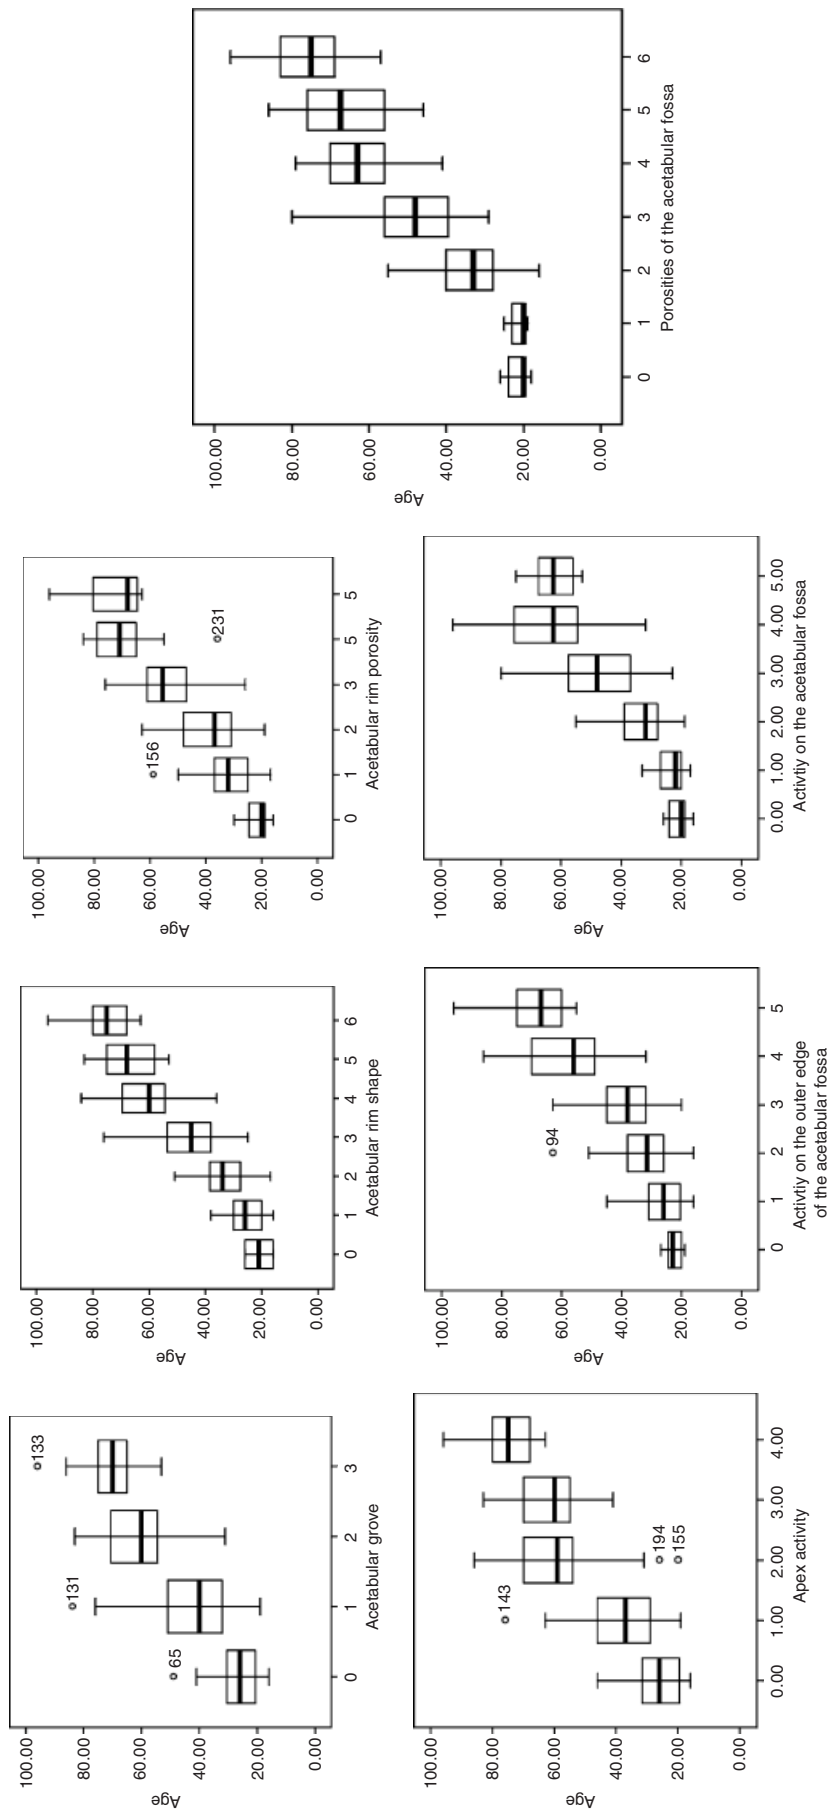 100.00
80.00
60.00
40.00
20.00
0.00
Age
133
131
65
0 1 2 3
Acetabular grove
100.00
80.00
60.00
40.00
20.00
0.00
Age
0 1 2 3 4 5 6
Acetabular rim shape
100.00
80.00
60.00
40.00
20.00
0.00
Age
156
231
0 1 2 3 5 5
Acetabular rim porosity
100.00
80.00
60.00
40.00
20.00
0.00
Age
143
194
155
0.00 1.00 2.00 3.00 4.00
Apex activity
100.00
80.00
60.00
40.00
20.00
0.00
Age
94
0 1 2 3 4 5
Activtiy on the outer edge
of the acetabular fossa
100.00
80.00
60.00
40.00
20.00
0.00
Age
0.00 1.00 2.00 3.00 4.00 5.00
Activtiy on the acetabular fossa
100.00
80.00
60.00
40.00
20.00
0.00
Age
0 1 2 3 4 5 6
Porosities of the acetabular fossa